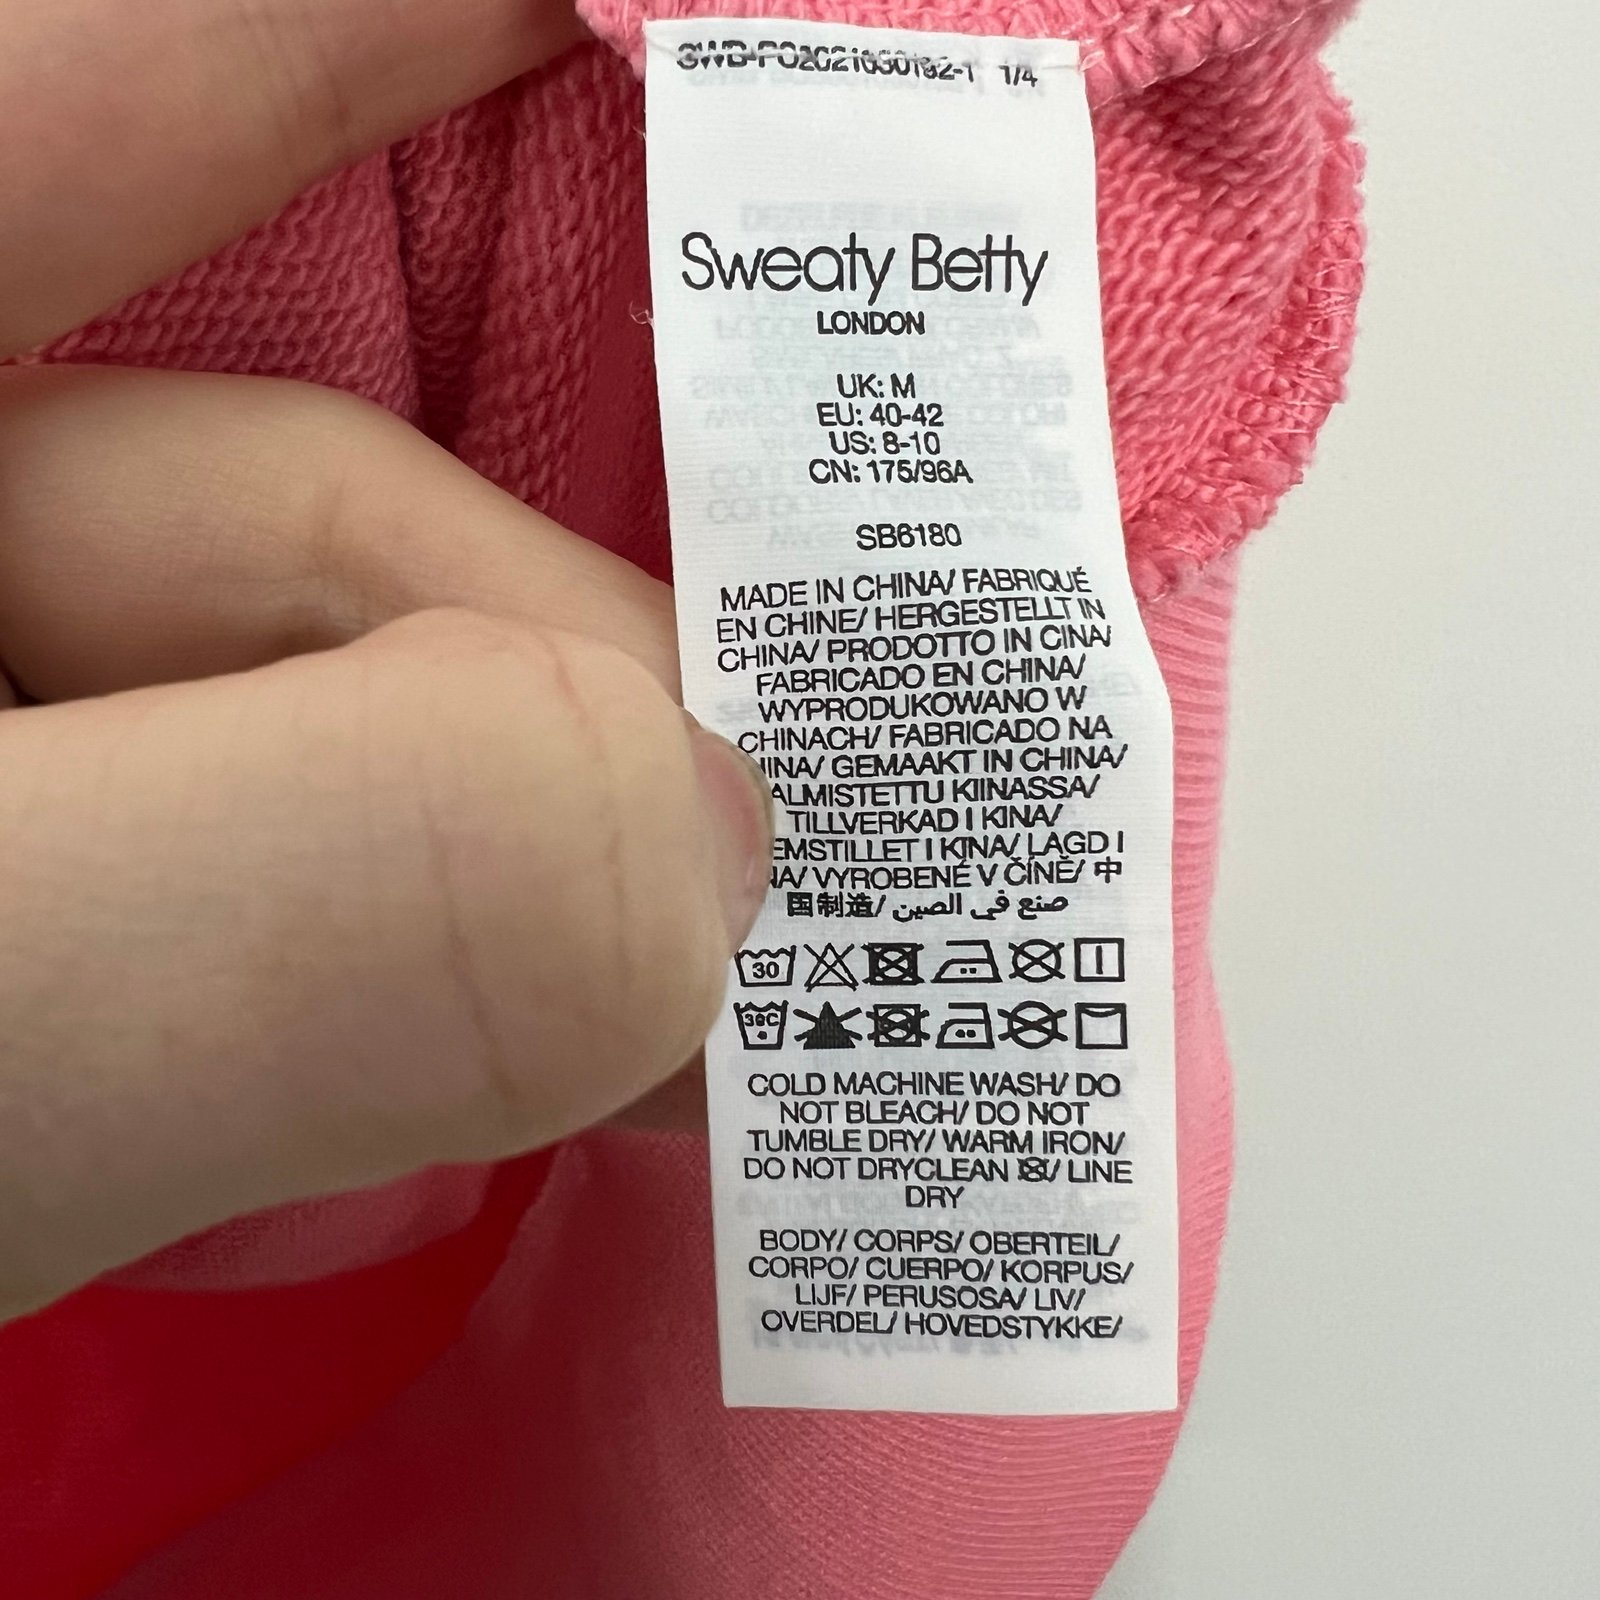 1/4
Sweaty Betty
LONDON
UK: M
EU: 40-42
US: 8-10
CN: 175/96A
SB6180
MADE IN CHINA/ FABRIQUÉ
EN CHINE/ HERGESTELLT IN
CHINA/ PRODOTTO IN CINA/
FABRICADO EN CHINA/
WYPRODUKOWANO W
CHINACH/ FABRICADO NA
INA/ GEMAAKT IN CHINA/
ALMISTETTU KIINASSA/
TILLVERKAD I KINA/
EMSTILLET I KINA/ LAGD I
NA/ VYROBENÉ V ČÍNĚ/ 中
国制造/ صنع في الصين
30
30C
COLD MACHINE WASH/ DO
NOT BLEACH/ DO NOT
TUMBLE DRY/ WARM IRON/
DO NOT DRYCLEAN / LINE
DRY
BODY/ CORPS/ OBERTEIL/
CORPO/ CUERPO/ KORPUS/
LIJF/ PERUSOSA/ LIV/
OVERDEL/ HOVEDSTYKKE/